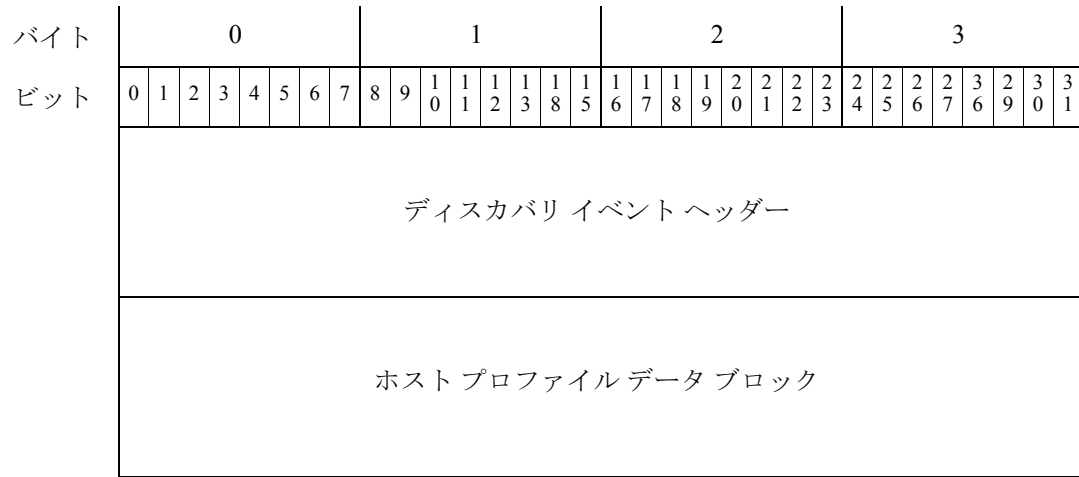 バイト 0 1 2 3
ビット 0 1 2 3 4 5 6 7 8 9 10 11 12 13 18 15 16 17 18 19 20 21 22 23 24 25 26 27 36 29 30 31
ディスカバリ イベント ヘッダー
ホスト プロファイル データ ブロック